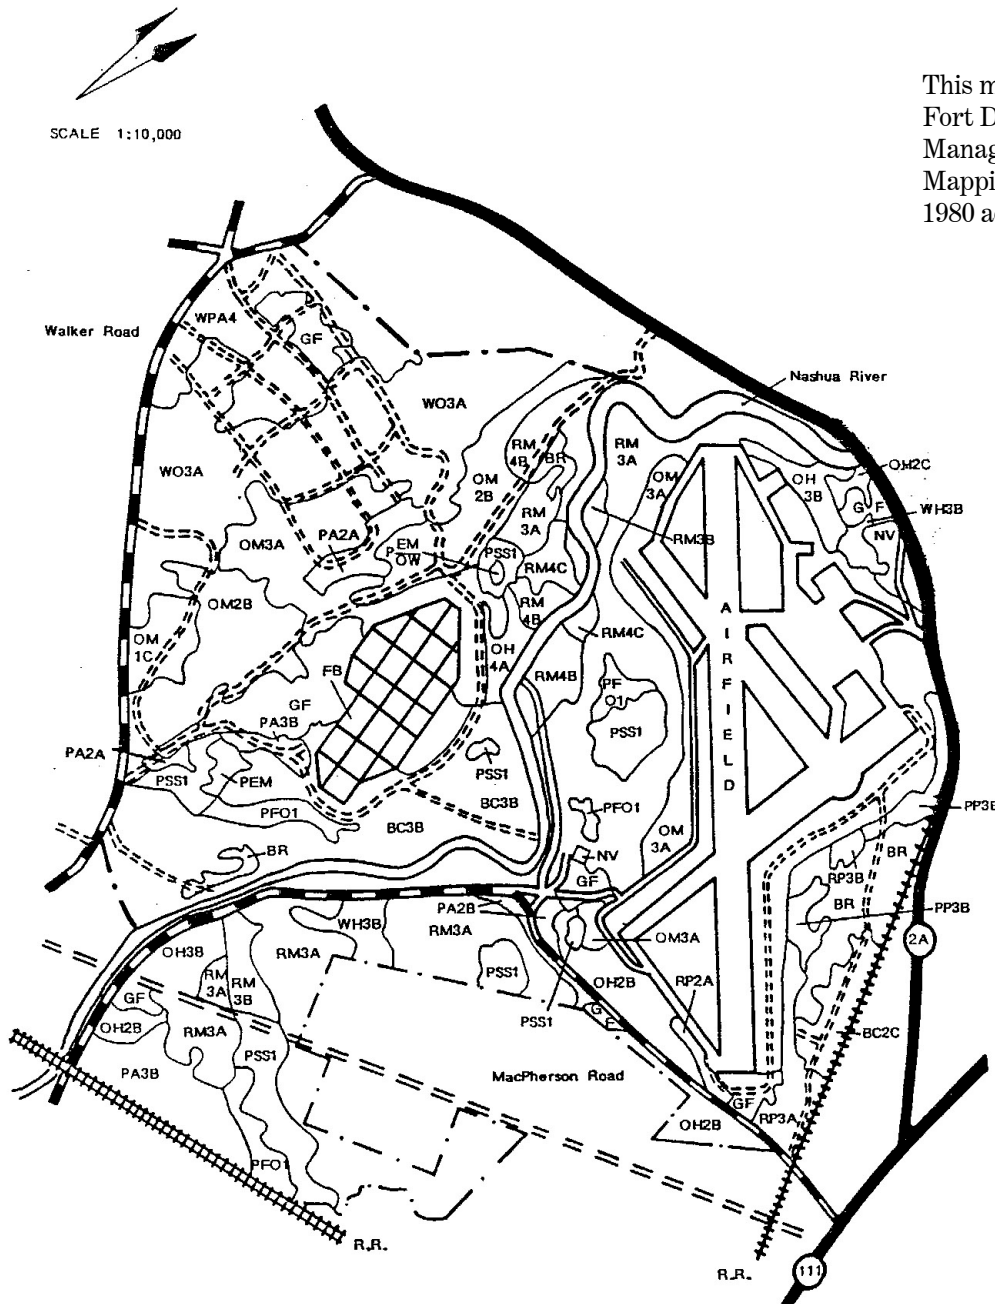 This m
Fort D
Manag
Mappi
1980 a
SCALE 1:10,000
WPA4
Walker Road
GF
Nashua River
WO3A
RM
4B
BR
RM
3A
WO3A
OM
2B
OM
3A
OH
3B
OH2C
GF
WH3B
NV
RM
3A
OM3A
PA2A
EM
POW
PSS1
RM4C
RM3B
OM2B
RM
4B
RM4C
OM
1C
OH
4A
AIRFIELD
FB
RM4B
PF
O1
GF
PA3B
PSS1
PA2A
PSS1
PEM
PSS1
BC3B
PFO1
BC3B
PFO1
OM
3A
PP3B
BR
BR
NV
GF
RP3B
BR
PP3B
PA2B
WH3B
RM3A
OM3A
2A
OH3B
RM3A
RM
3A
RM
3B
PSS1
OH2B
RP2A
GF
GF
PSS1
OH2B
RM3A
BC2C
PSS1
PA3B
MacPherson Road
GF
RP3A
OH2B
PFO1
R.R.
R.R.
111